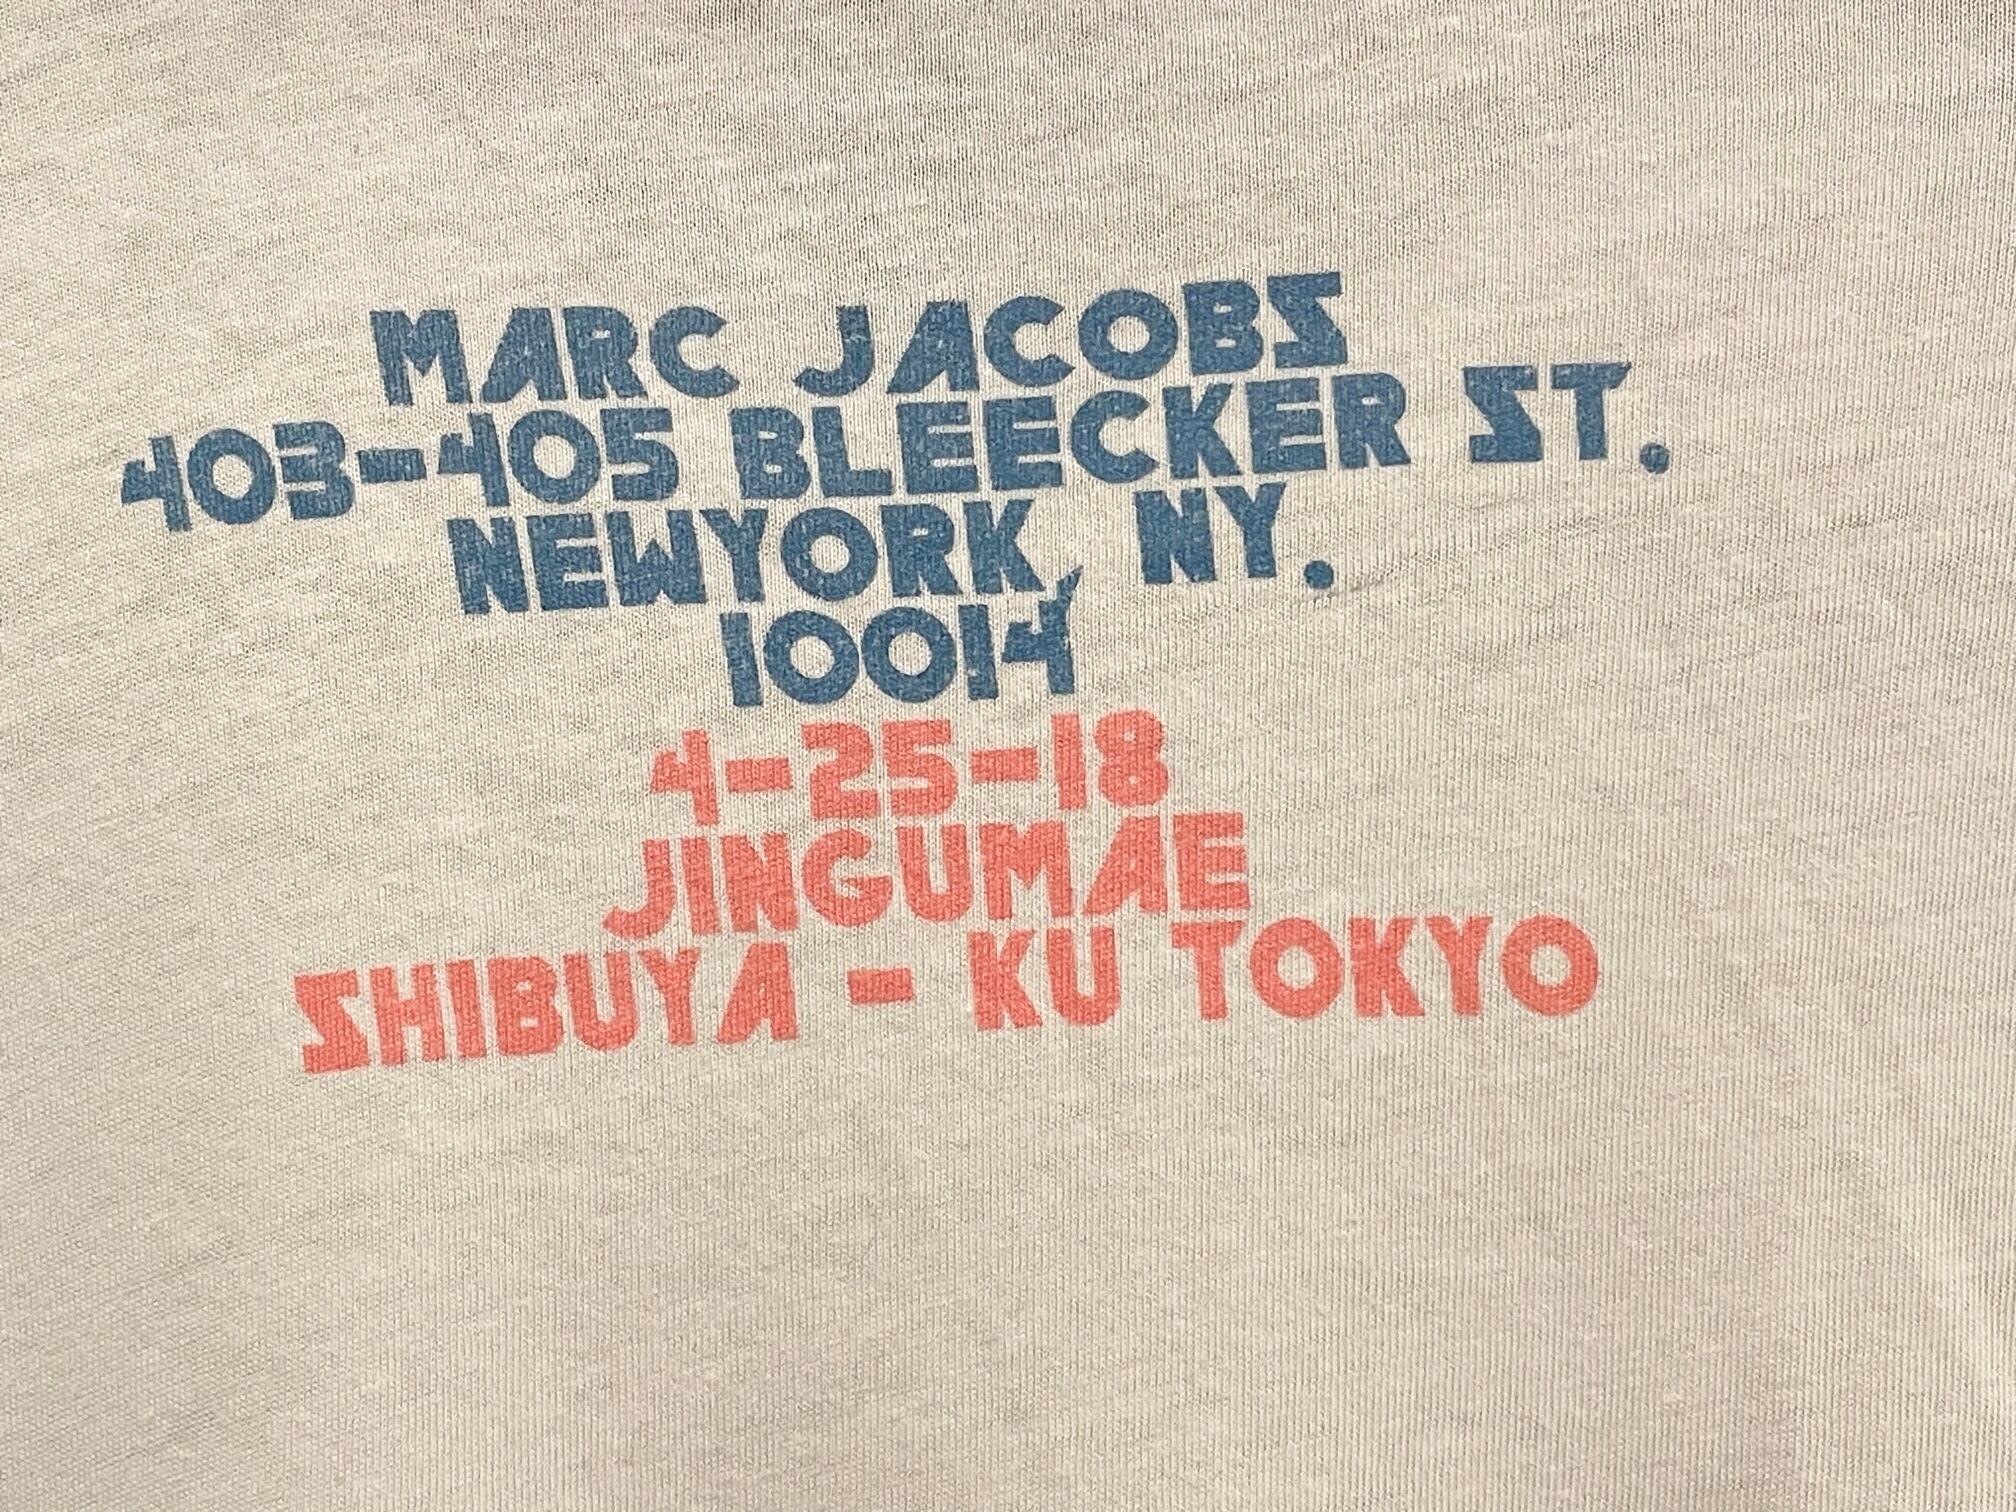 MARC JACOBS
403-405 BLEECKER ST.
NEWYORK, NY.
10014
4-25-18
JINGUMAE
SHIBUYA - KU TOKYO